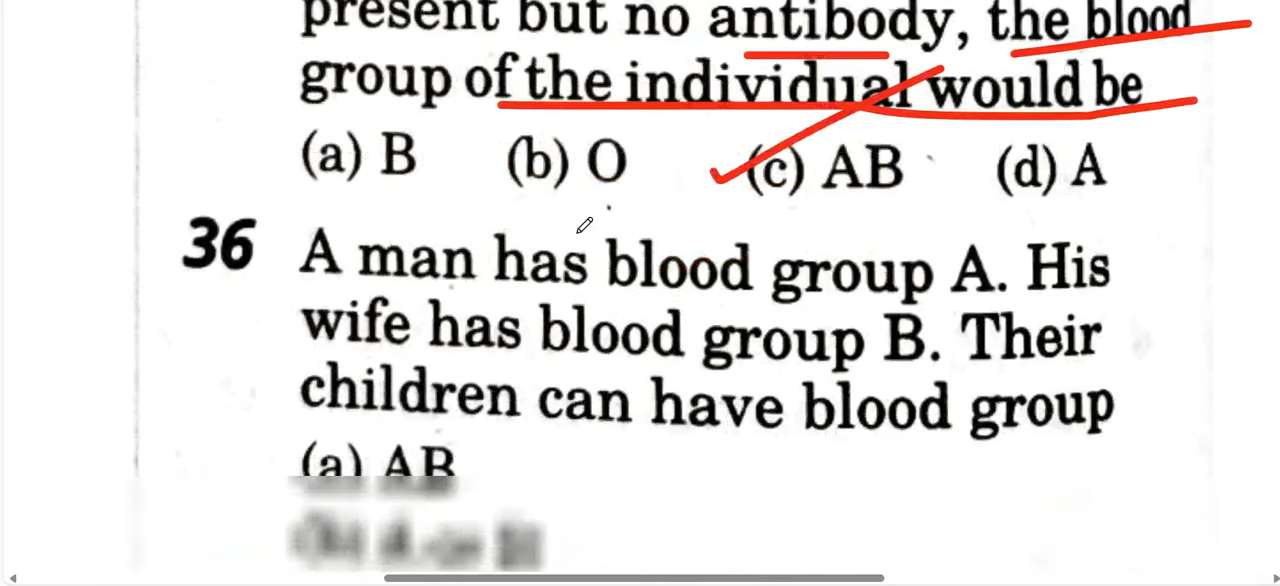 present but no antibody, the blood
group of the individual would be
(a) B (b) O (c) AB (d) A
36 A man has blood group A. His
wife has blood group B. Their
children can have blood group
(a) AB